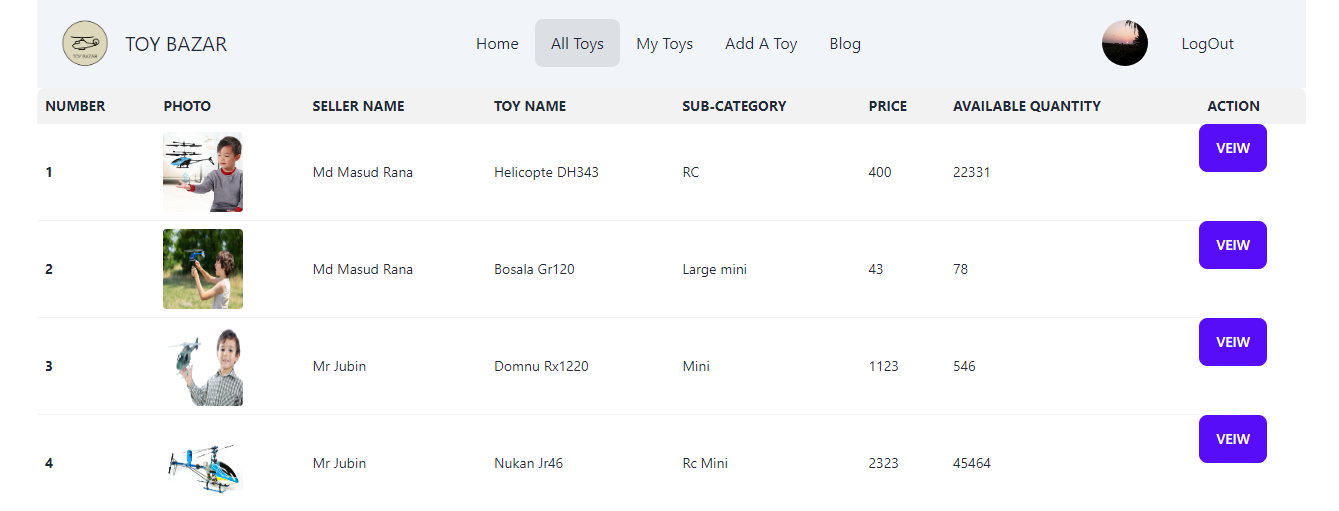 TOY BAZAR Home All Toys My Toys Add A Toy Blog LogOut
TOY BAZAR
NUMBER PHOTO SELLER NAME TOY NAME SUB-CATEGORY PRICE AVAILABLE QUANTITY ACTION
1 Md Masud Rana Helicopte DH343 RC 400 22331 VEIW
2 Md Masud Rana Bosala Gr120 Large mini 43 78 VEIW
3 Mr Jubin Domnu Rx1220 Mini 1123 546 VEIW
4 Mr Jubin Nukan Jr46 Rc Mini 2323 45464 VEIW